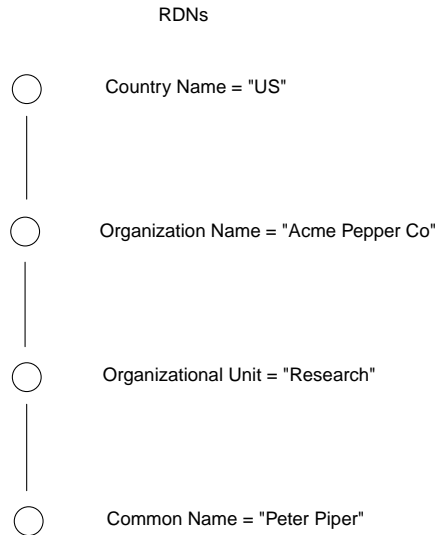 RDNs
Country Name = "US"
Organization Name = "Acme Pepper Co"
Organizational Unit = "Research"
Common Name = "Peter Piper"